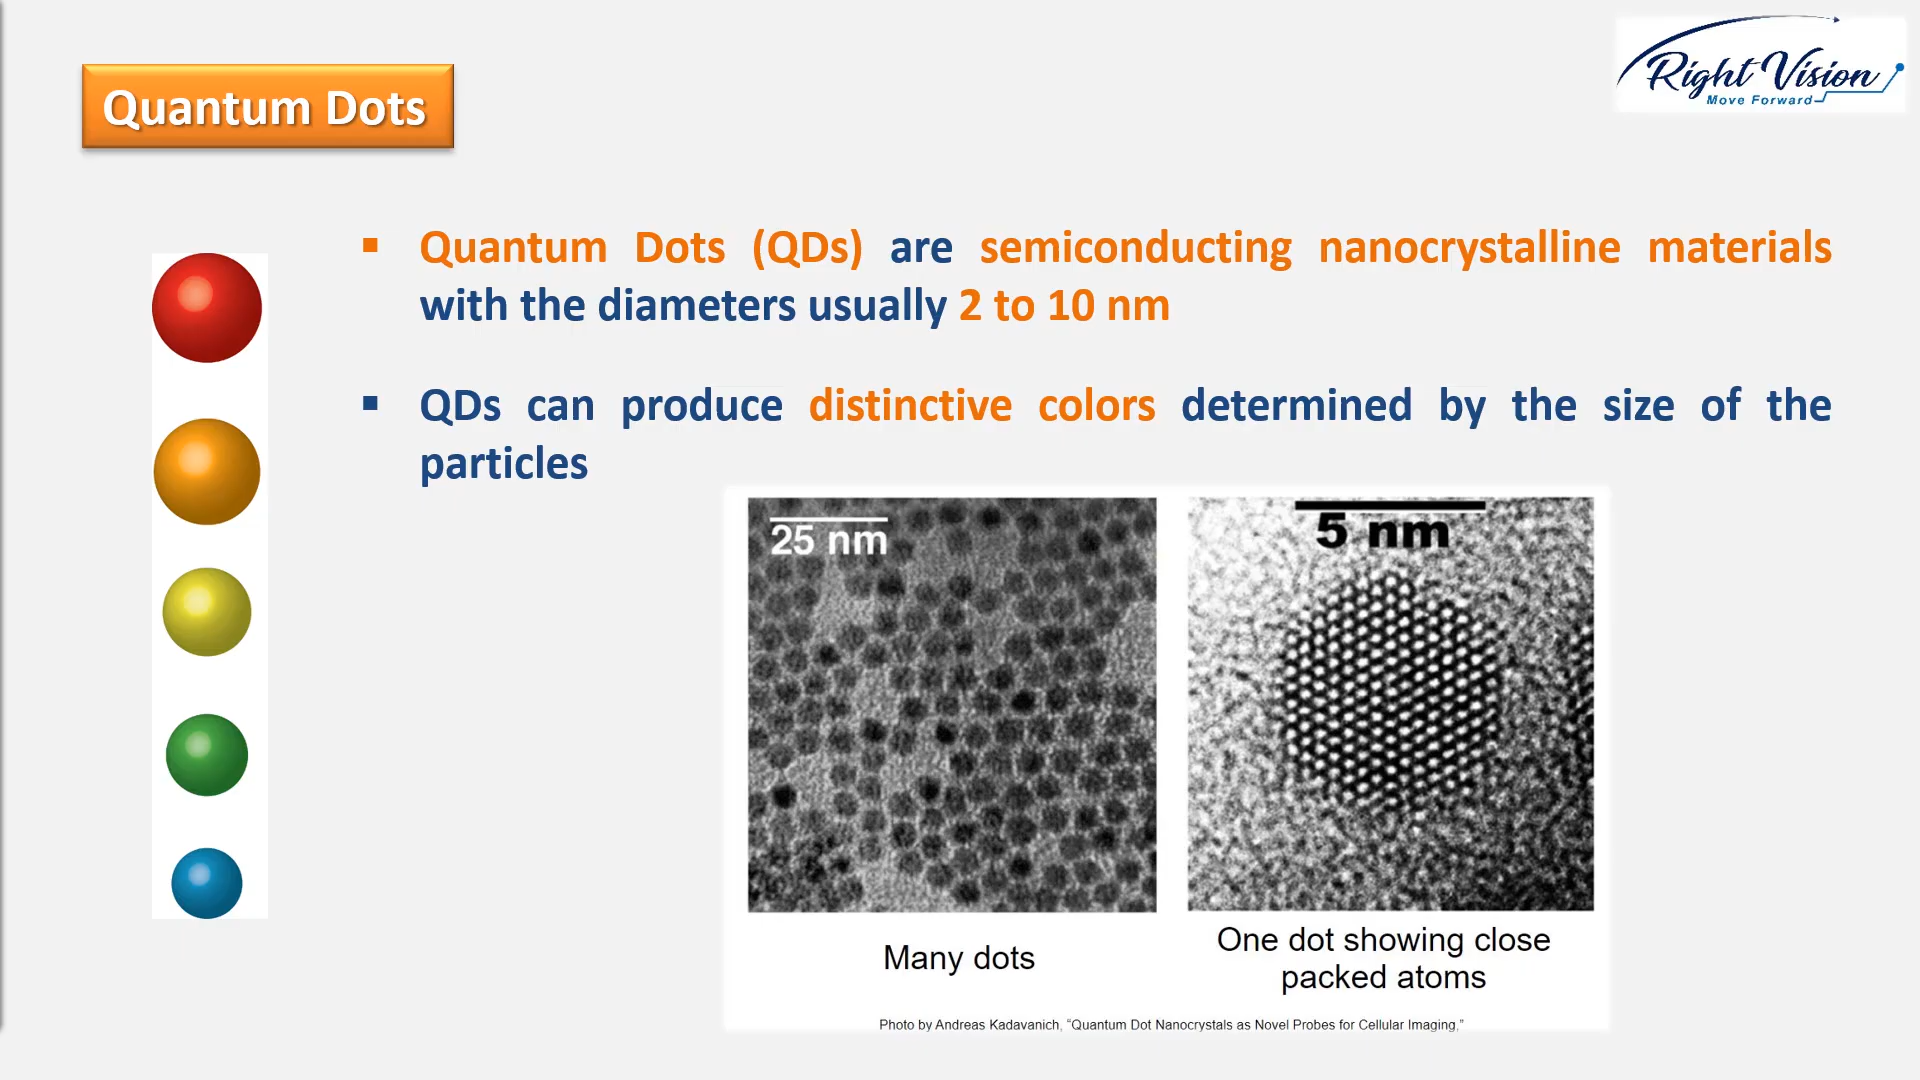 Right Vision
Move Forward
Quantum Dots
▪ Quantum Dots (QDs) are semiconducting nanocrystalline materials
with the diameters usually 2 to 10 nm
▪ QDs can produce distinctive colors determined by the size of the
particles
25 nm
5 nm
Many dots
One dot showing close
packed atoms
Photo by Andreas Kadavanich, “Quantum Dot Nanocrystals as Novel Probes for Cellular Imaging,”